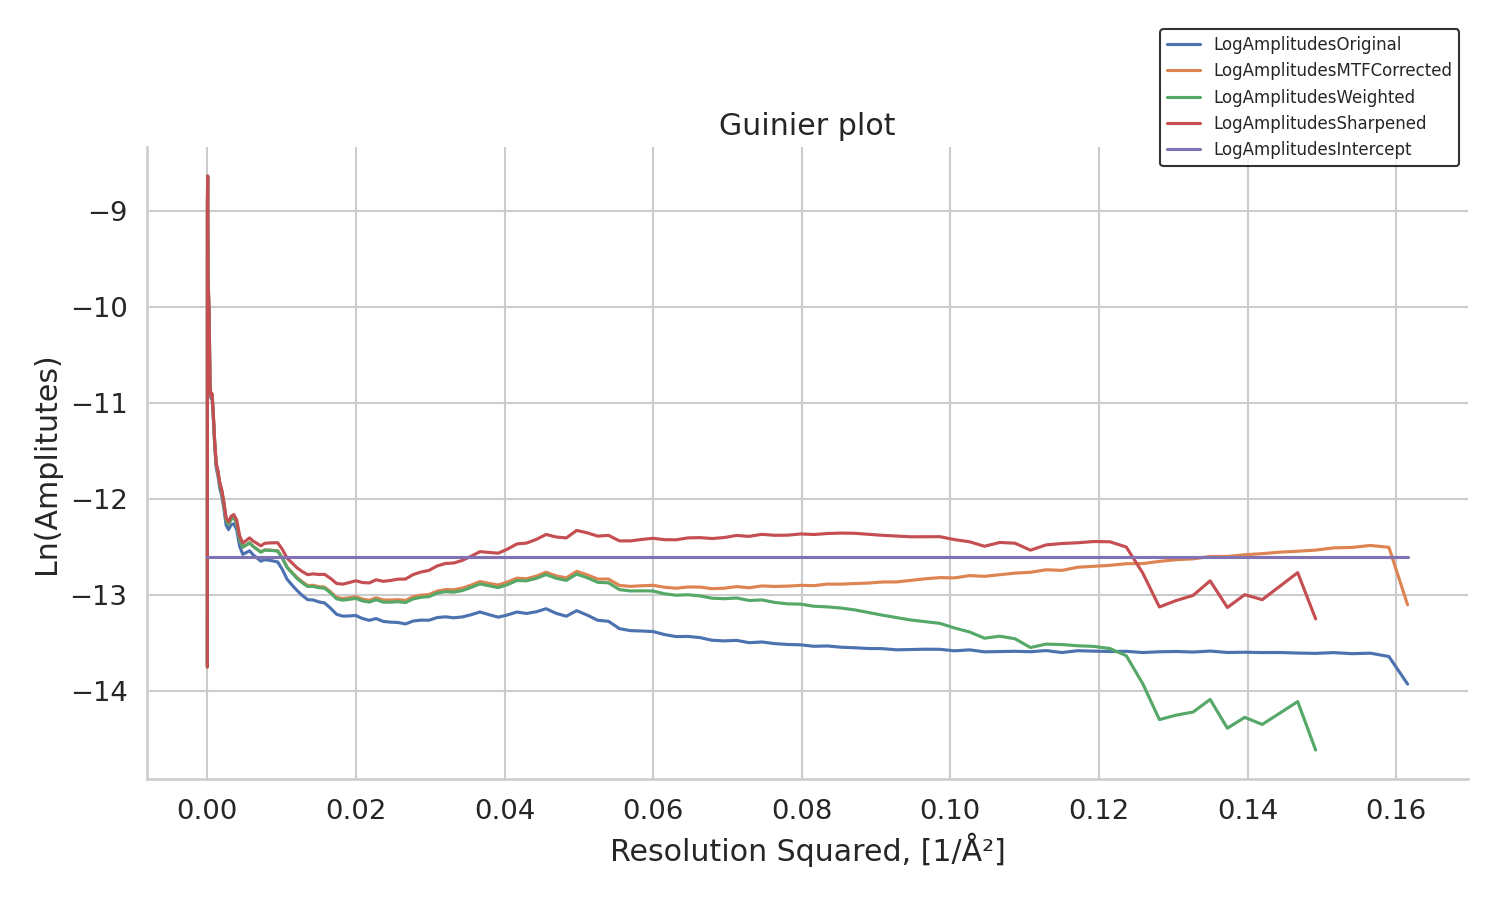 LogAmplitudesOriginal
LogAmplitudesMTFCorrected
LogAmplitudesWeighted
LogAmplitudesSharpened
LogAmplitudesIntercept
Guinier plot
Ln(Amplitutes)
−9
−10
−11
−12
−13
−14
0.00 0.02 0.04 0.06 0.08 0.10 0.12 0.14 0.16
Resolution Squared, [1/Å²]